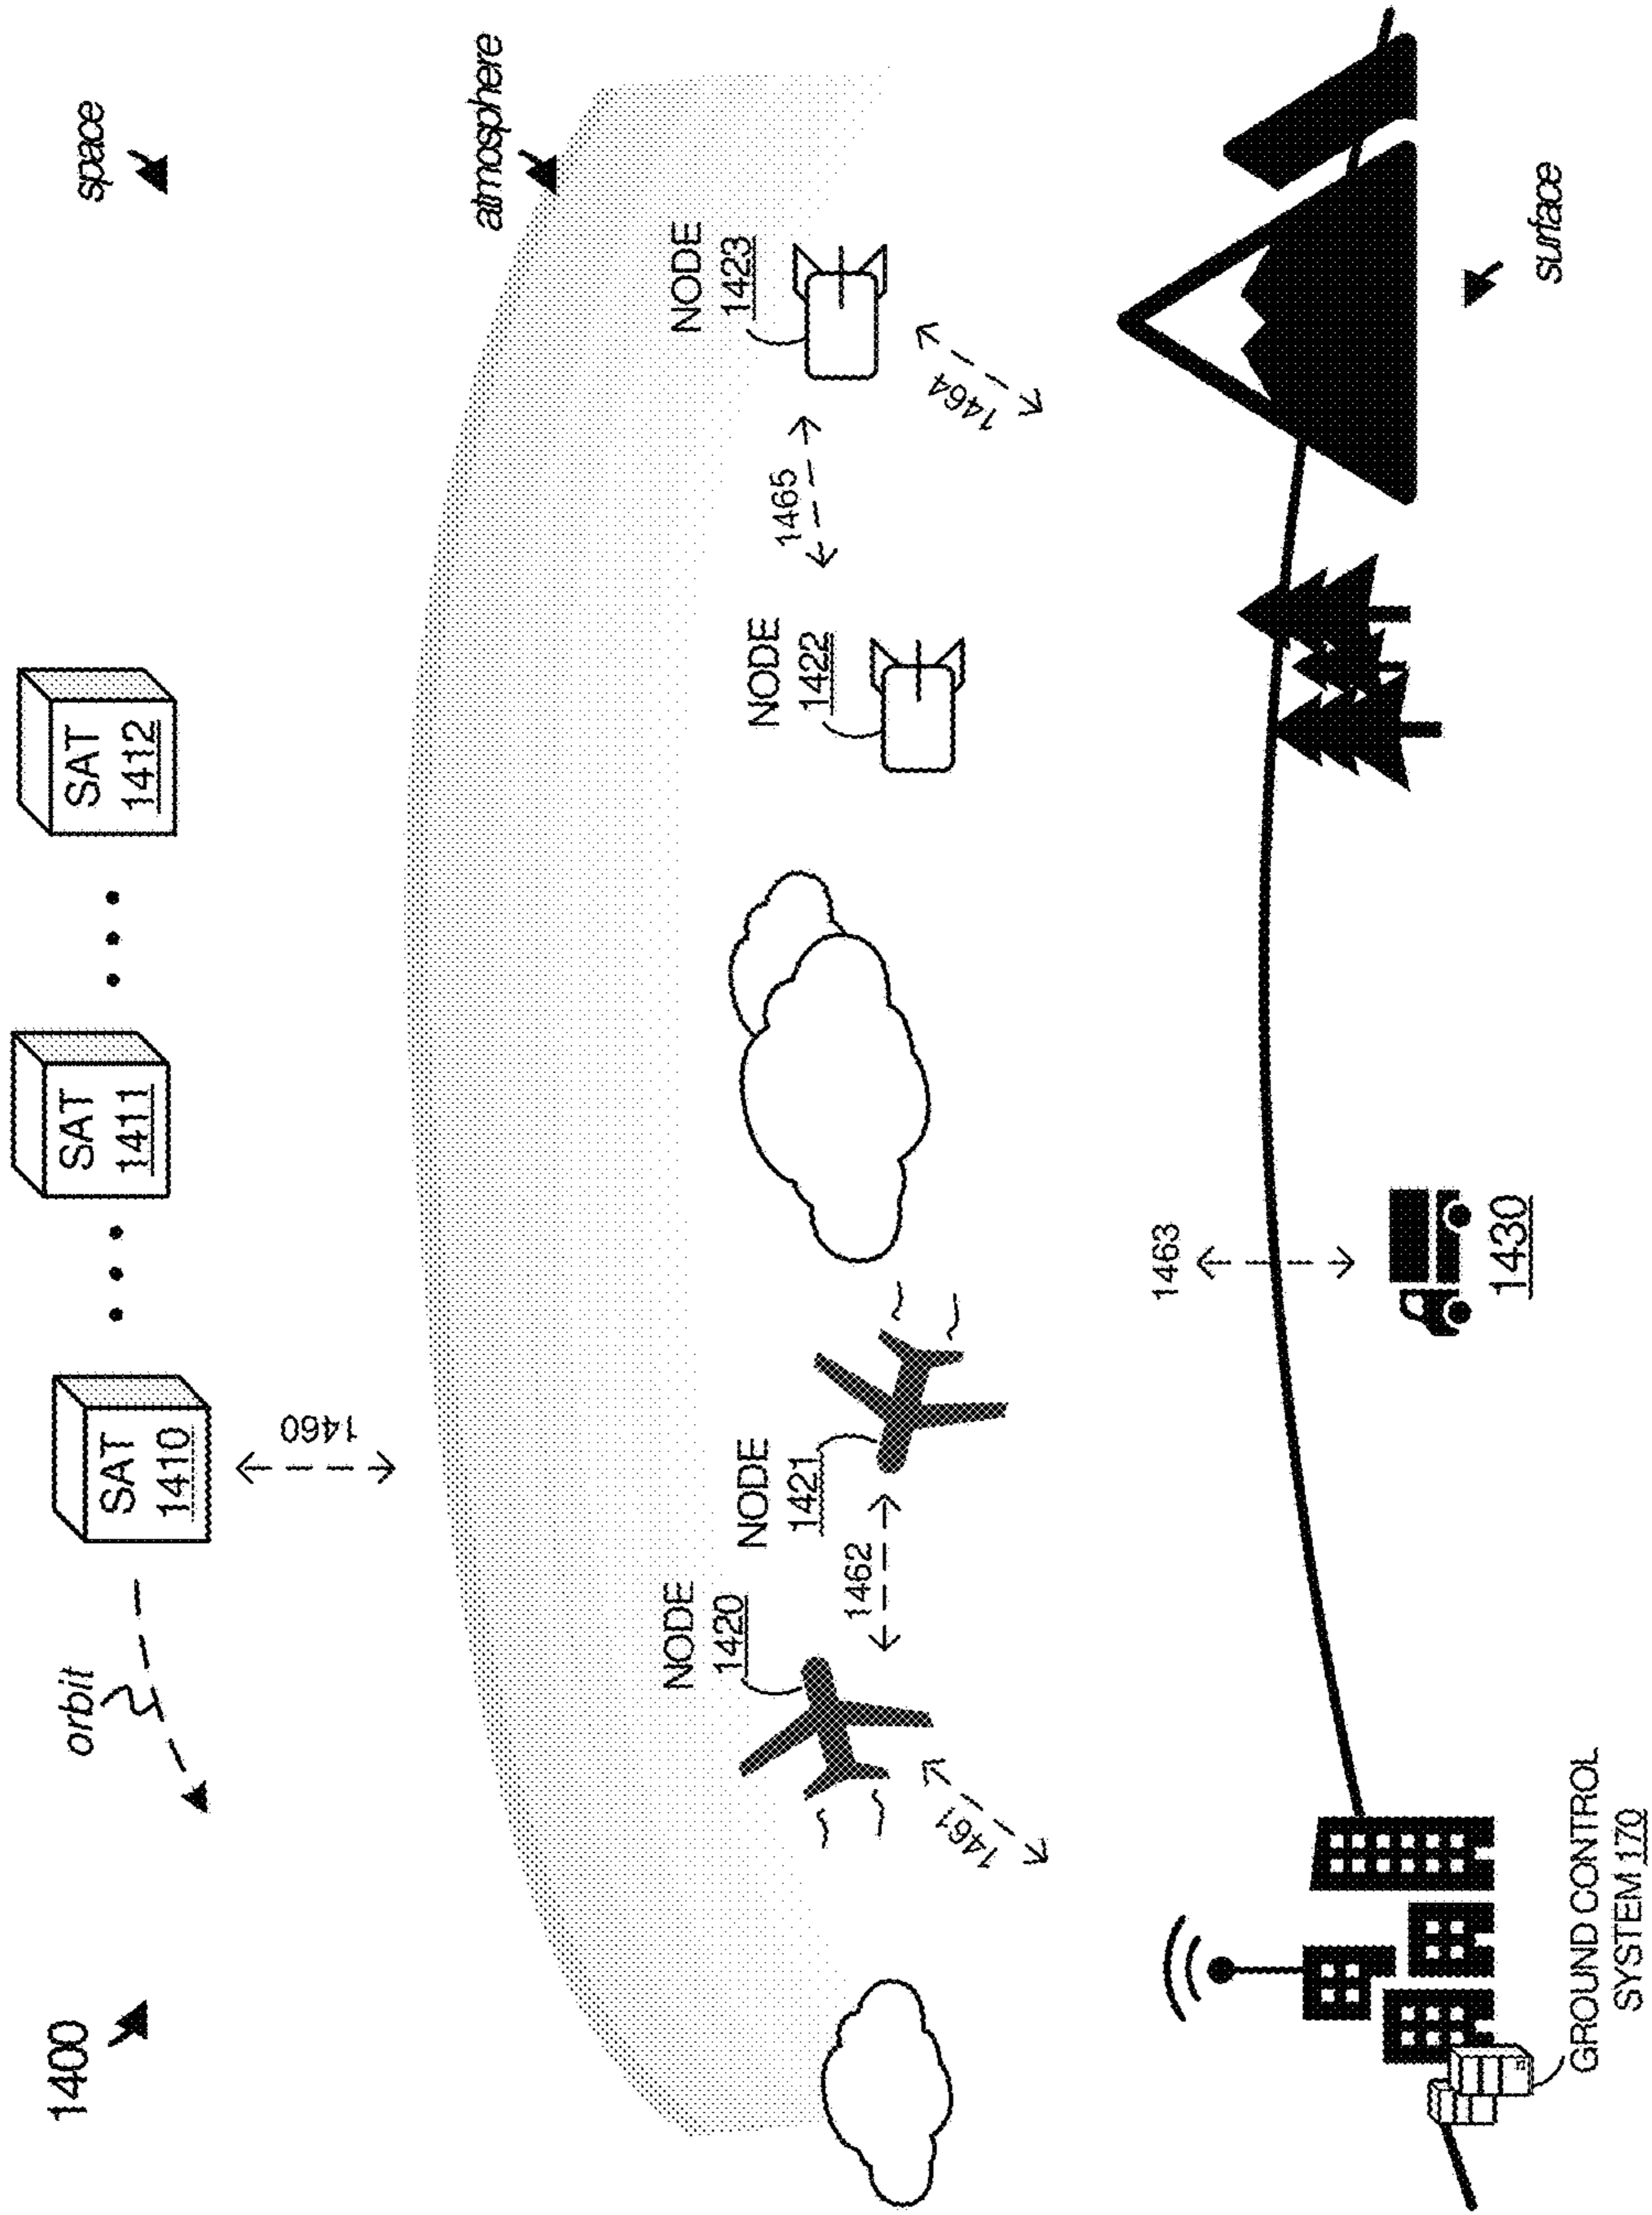 1400
orbit
SAT
1410
SAT
1411
SAT
1412
space
1460
atmosphere
NODE
1420
NODE
1421
NODE
1422
NODE
1423
1461
1462
1465
1464
1463
1430
surface
GROUND CONTROL
SYSTEM 170